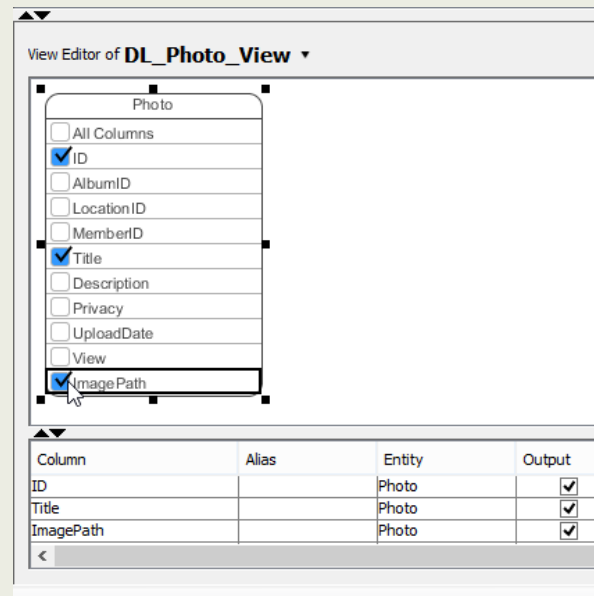 View Editor of DL_Photo_View
Photo
All Columns
ID
AlbumID
LocationID
MemberID
Title
Description
Privacy
UploadDate
View
ImagePath
Column Alias Entity Output
ID Photo
Title Photo
ImagePath Photo